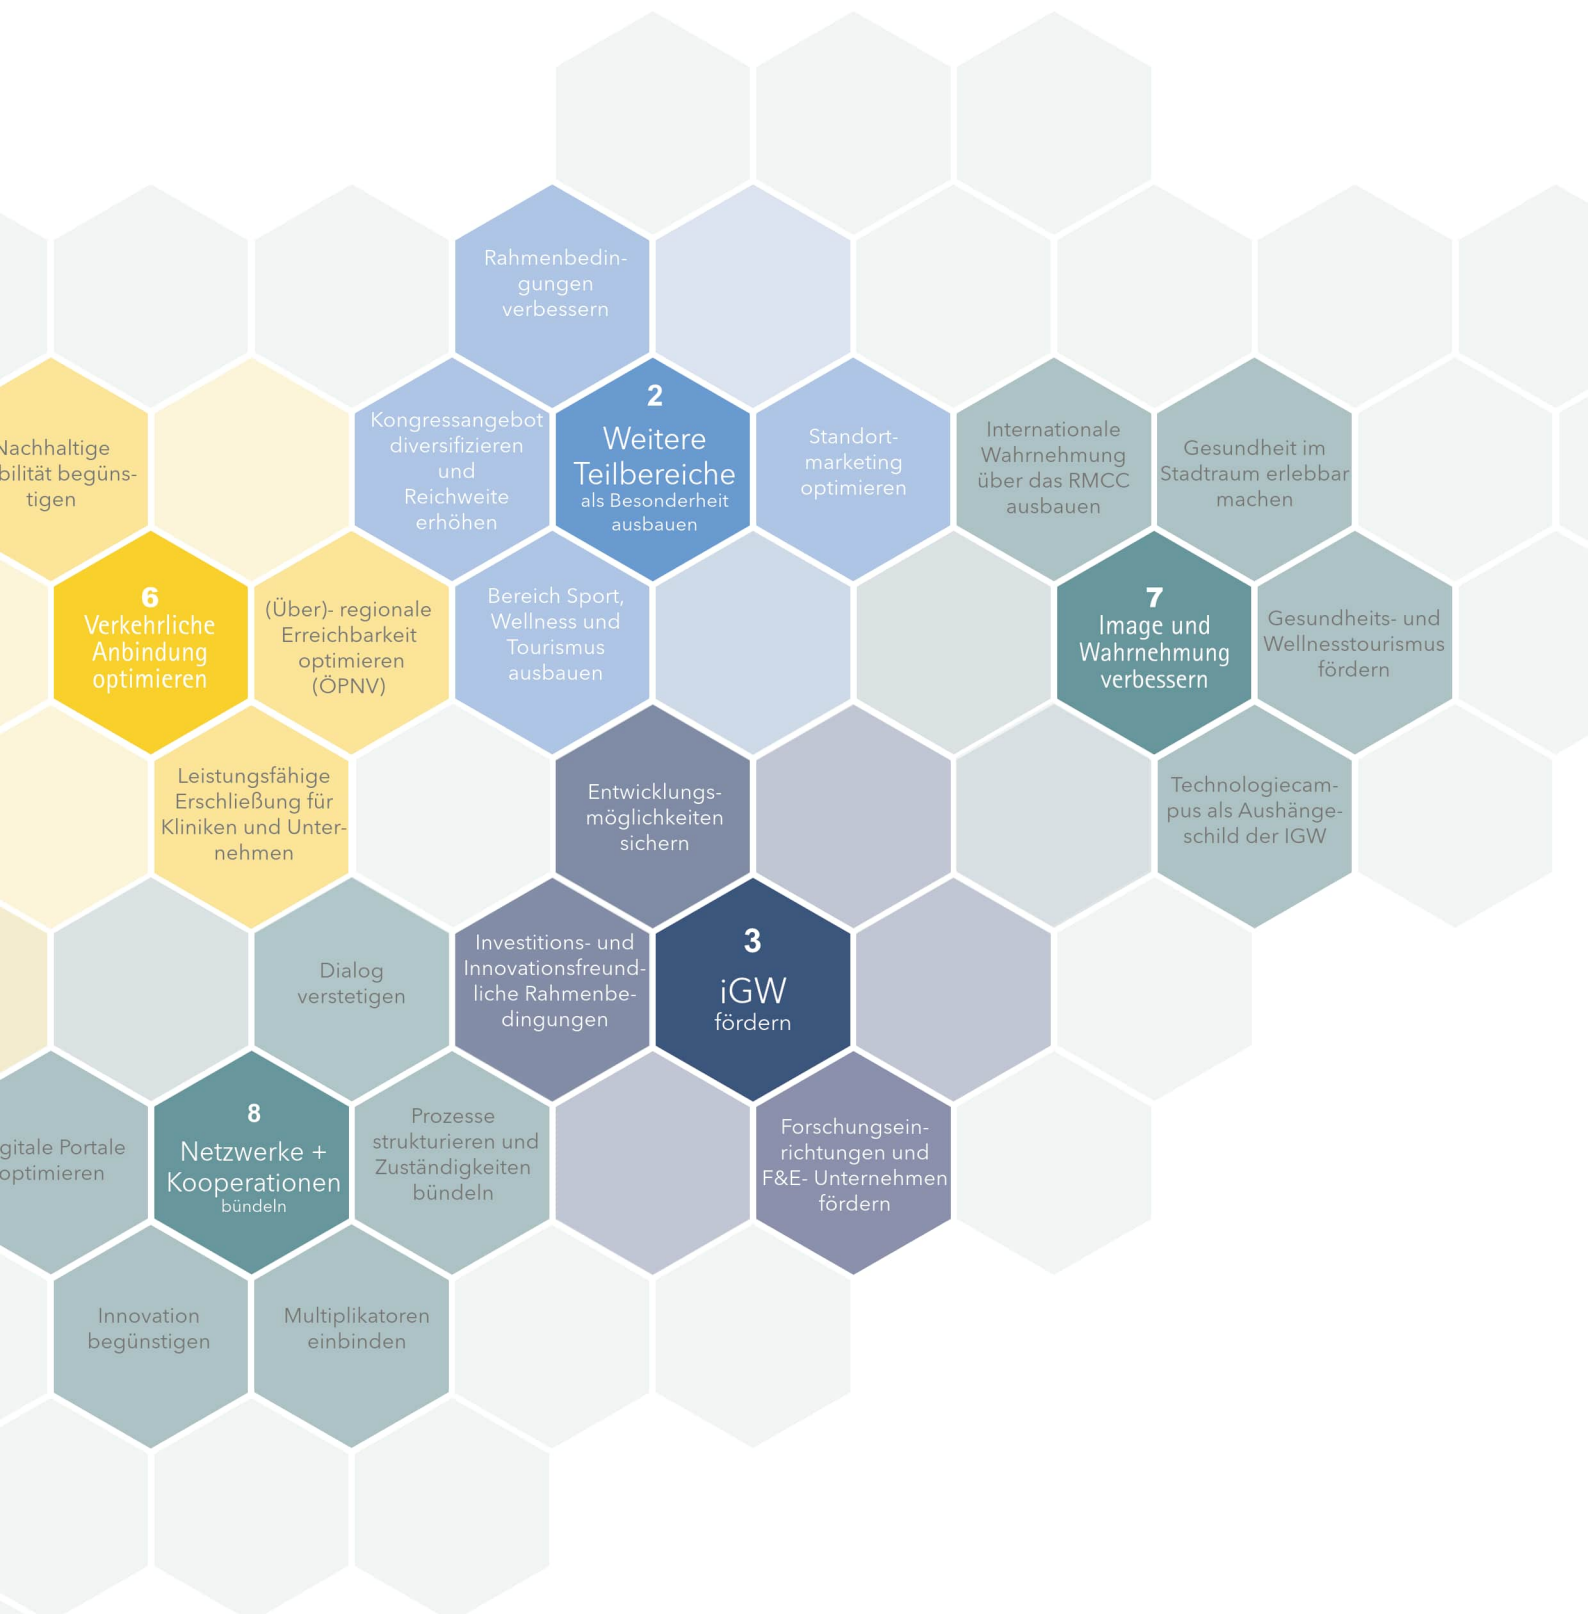 Rahmenbedin-
gungen
verbessern
Nachhaltige
bilität begüns-
tigen
Kongressangebot
diversifizieren
und
Reichweite
erhöhen
2
Weitere
Teilbereiche
als Besonderheit
ausbauen
Standort-
marketing
optimieren
Internationale
Wahrnehmung
über das RMCC
ausbauen
Gesundheit im
Stadtraum erlebbar
machen
6
Verkehrliche
Anbindung
optimieren
(Über)- regionale
Erreichbarkeit
optimieren
(ÖPNV)
Bereich Sport,
Wellness und
Tourismus
ausbauen
7
Image und
Wahrnehmung
verbessern
Gesundheits- und
Wellnesstourismus
fördern
Leistungsfähige
Erschließung für
Kliniken und Unter-
nehmen
Entwicklungs-
möglichkeiten
sichern
Technologiecam-
pus als Aushänge-
schild der IGW
Dialog
verstetigen
Investitions- und
Innovationsfreund-
liche Rahmenbe-
dingungen
3
iGW
fördern
gitale Portale
optimieren
8
Netzwerke +
Kooperationen
bündeln
Prozesse
strukturieren und
Zuständigkeiten
bündeln
Forschungsein-
richtungen und
F&E- Unternehmen
fördern
Innovation
begünstigen
Multiplikatoren
einbinden